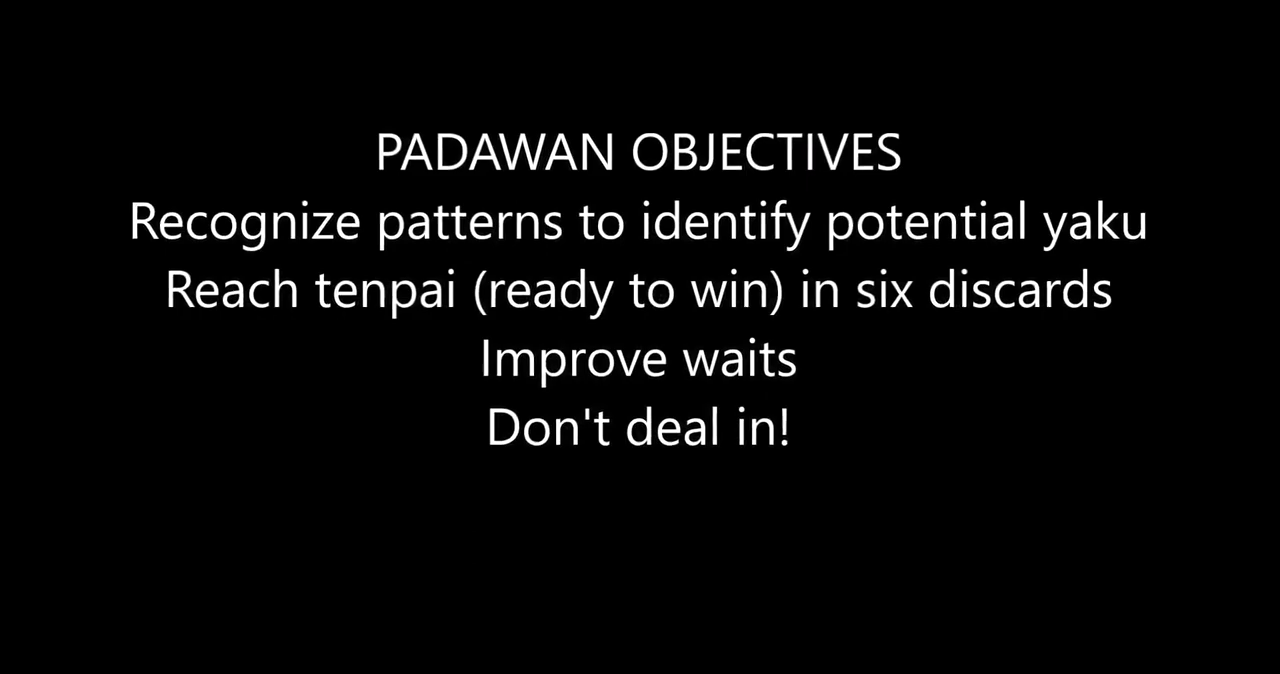 PADAWAN OBJECTIVES
Recognize patterns to identify potential yaku
Reach tenpai (ready to win) in six discards
Improve waits
Don't deal in!